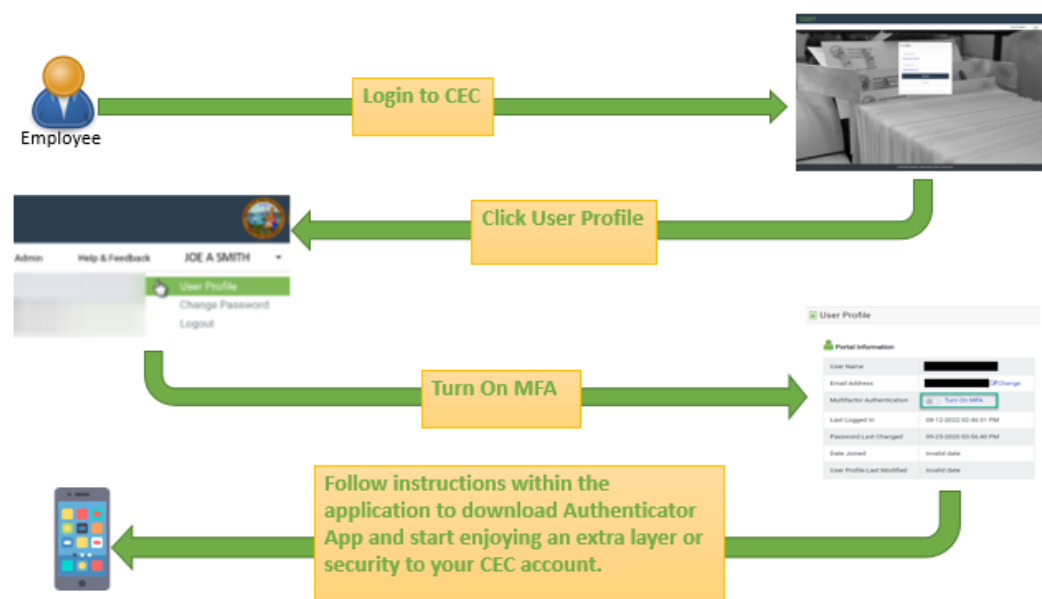 Login to CEC
Employee
Click User Profile
Admin Help & Feedback JOE A SMITH
User Profile
Change Password
Logout
User Profile
Portal Information
User Name
Email Address Change
Multifactor Authentication Turn On MFA
Last Logged In 08-12-2022 02:46:31 PM
Password Last Changed 09-25-2020 03:56:40 PM
Date Joined Invalid date
User Profile Last Modified Invalid date
Turn On MFA
Follow instructions within the
application to download Authenticator
App and start enjoying an extra layer or
security to your CEC account.